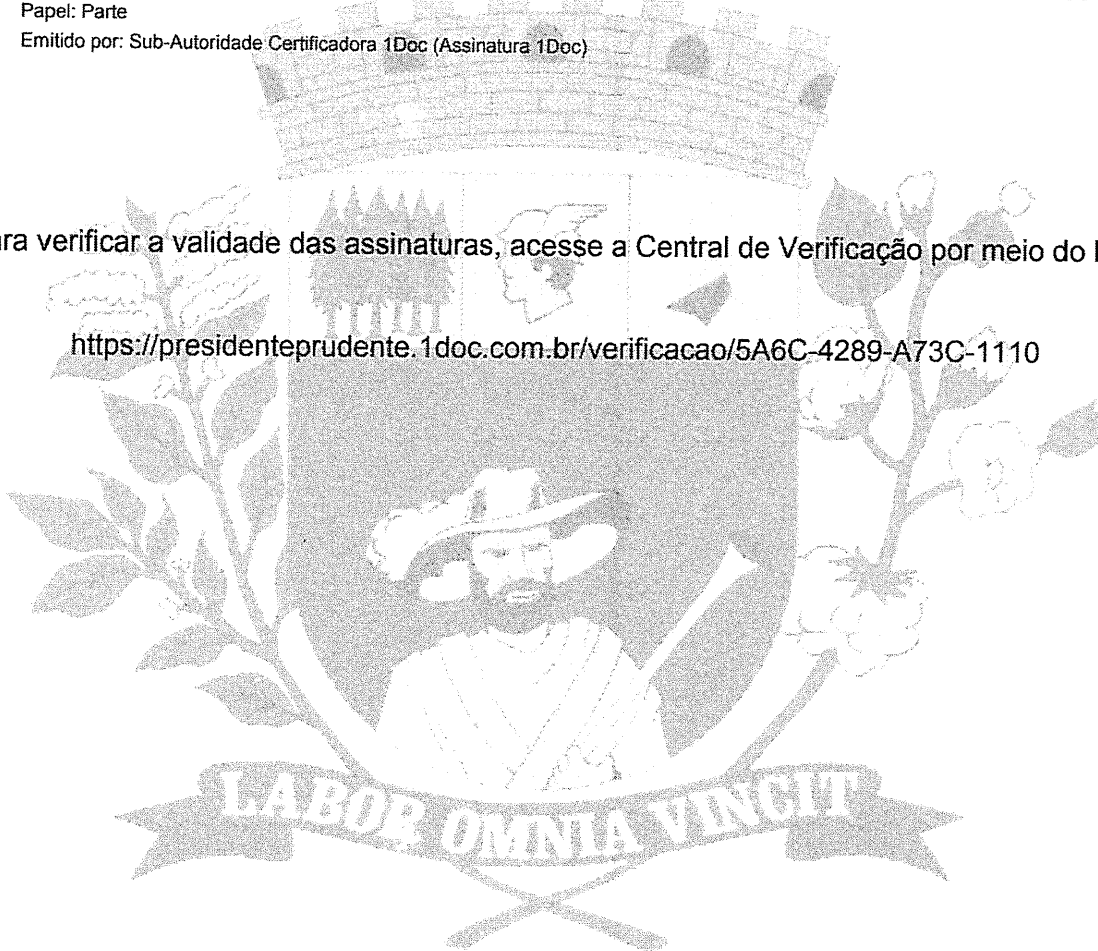 Papel: Parte
Emitido por: Sub-Autoridade Certificadora 1Doc (Assinatura 1Doc)
ra verificar a validade das assinaturas, acesse a Central de Verificação por meio do
https://presidenteprudente.1doc.com.br/verificacao/5A6C-4289-A73C-1110
LABOR OMNIA VINCIT